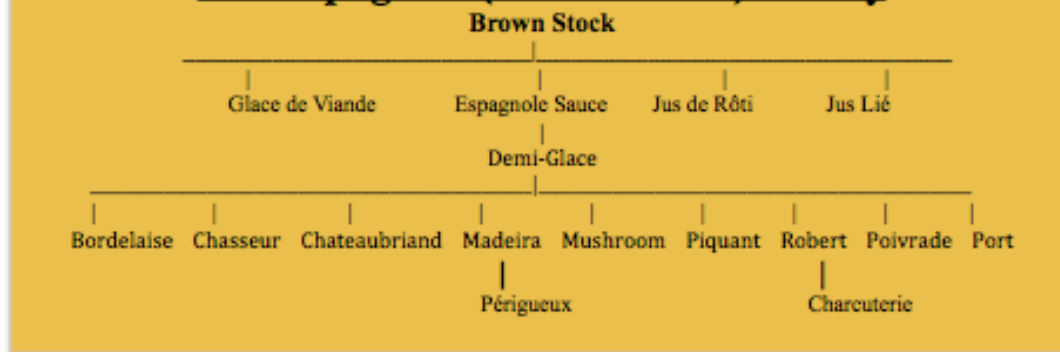 Brown Stock
Glace de Viande Espagnole Sauce Jus de Rôti Jus Lié
Demi-Glace
Bordelaise Chasseur Chateaubriand Madeira Mushroom Piquant Robert Poivrade Port
Périgueux Charcuterie